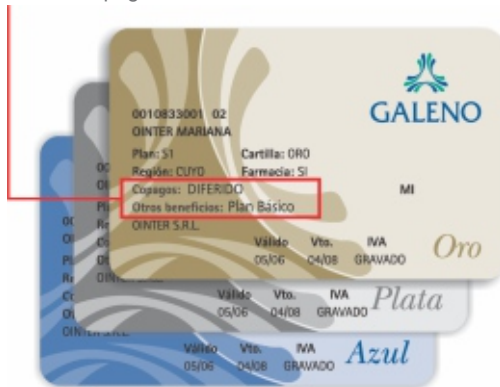 GALENO
0010833001 02
OINTER MARIANA
Plan: S1 Cartilla: ORO
Región: CUYO Farmacia: SI
Copagos: DIFERIDO MI
Otros beneficios: Plan Básico
OINTER S.R.L.
Válido Vto. IVA
05/06 04/08 GRAVADO
Oro
Válido Vto. IVA
05/06 04/08 GRAVADO
Plata
Válido Vto. IVA
05/06 04/08 GRAVADO
Azul